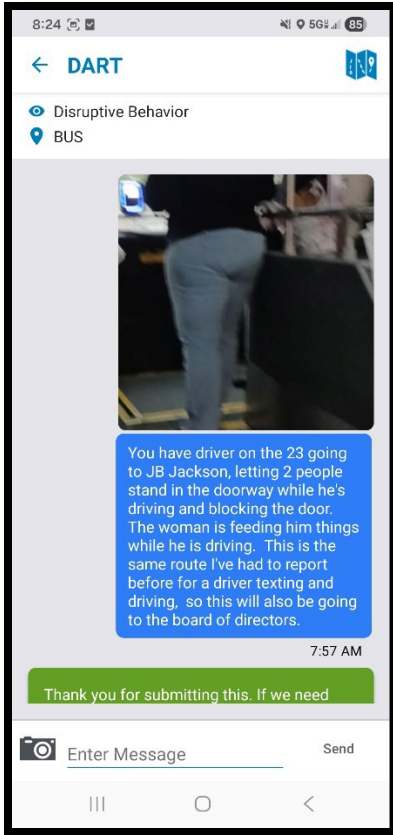 8:24 5G 85
DART
Disruptive Behavior
BUS
You have driver on the 23 going
to JB Jackson, letting 2 people
stand in the doorway while he's
driving and blocking the door.
The woman is feeding him things
while he is driving.  This is the
same route I've had to report
before for a driver texting and
driving,  so this will also be going
to the board of directors.
7:57 AM
Thank you for submitting this. If we need
Enter Message
Send